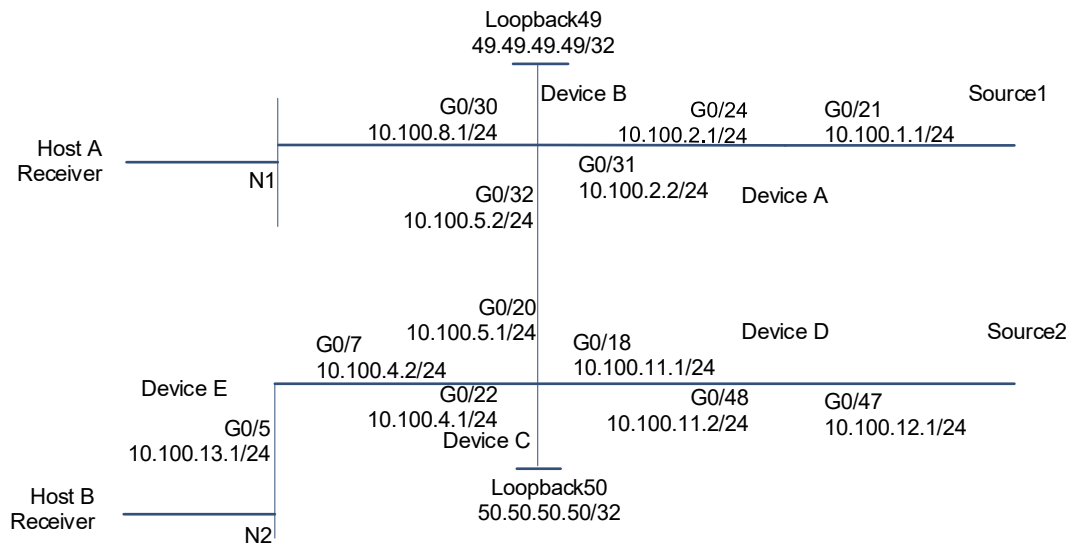 Loopback49
49.49.49.49/32
Device B
G0/30
10.100.8.1/24
G0/24
10.100.2.1/24
G0/21
10.100.1.1/24
Source1
Host A
Receiver
N1
G0/31
10.100.2.2/24
Device A
G0/32
10.100.5.2/24
G0/20
10.100.5.1/24
G0/7
10.100.4.2/24
G0/18
10.100.11.1/24
Device D
Source2
Device E
G0/22
10.100.4.1/24
Device C
G0/48
10.100.11.2/24
G0/47
10.100.12.1/24
G0/5
10.100.13.1/24
Loopback50
50.50.50.50/32
Host B
Receiver
N2